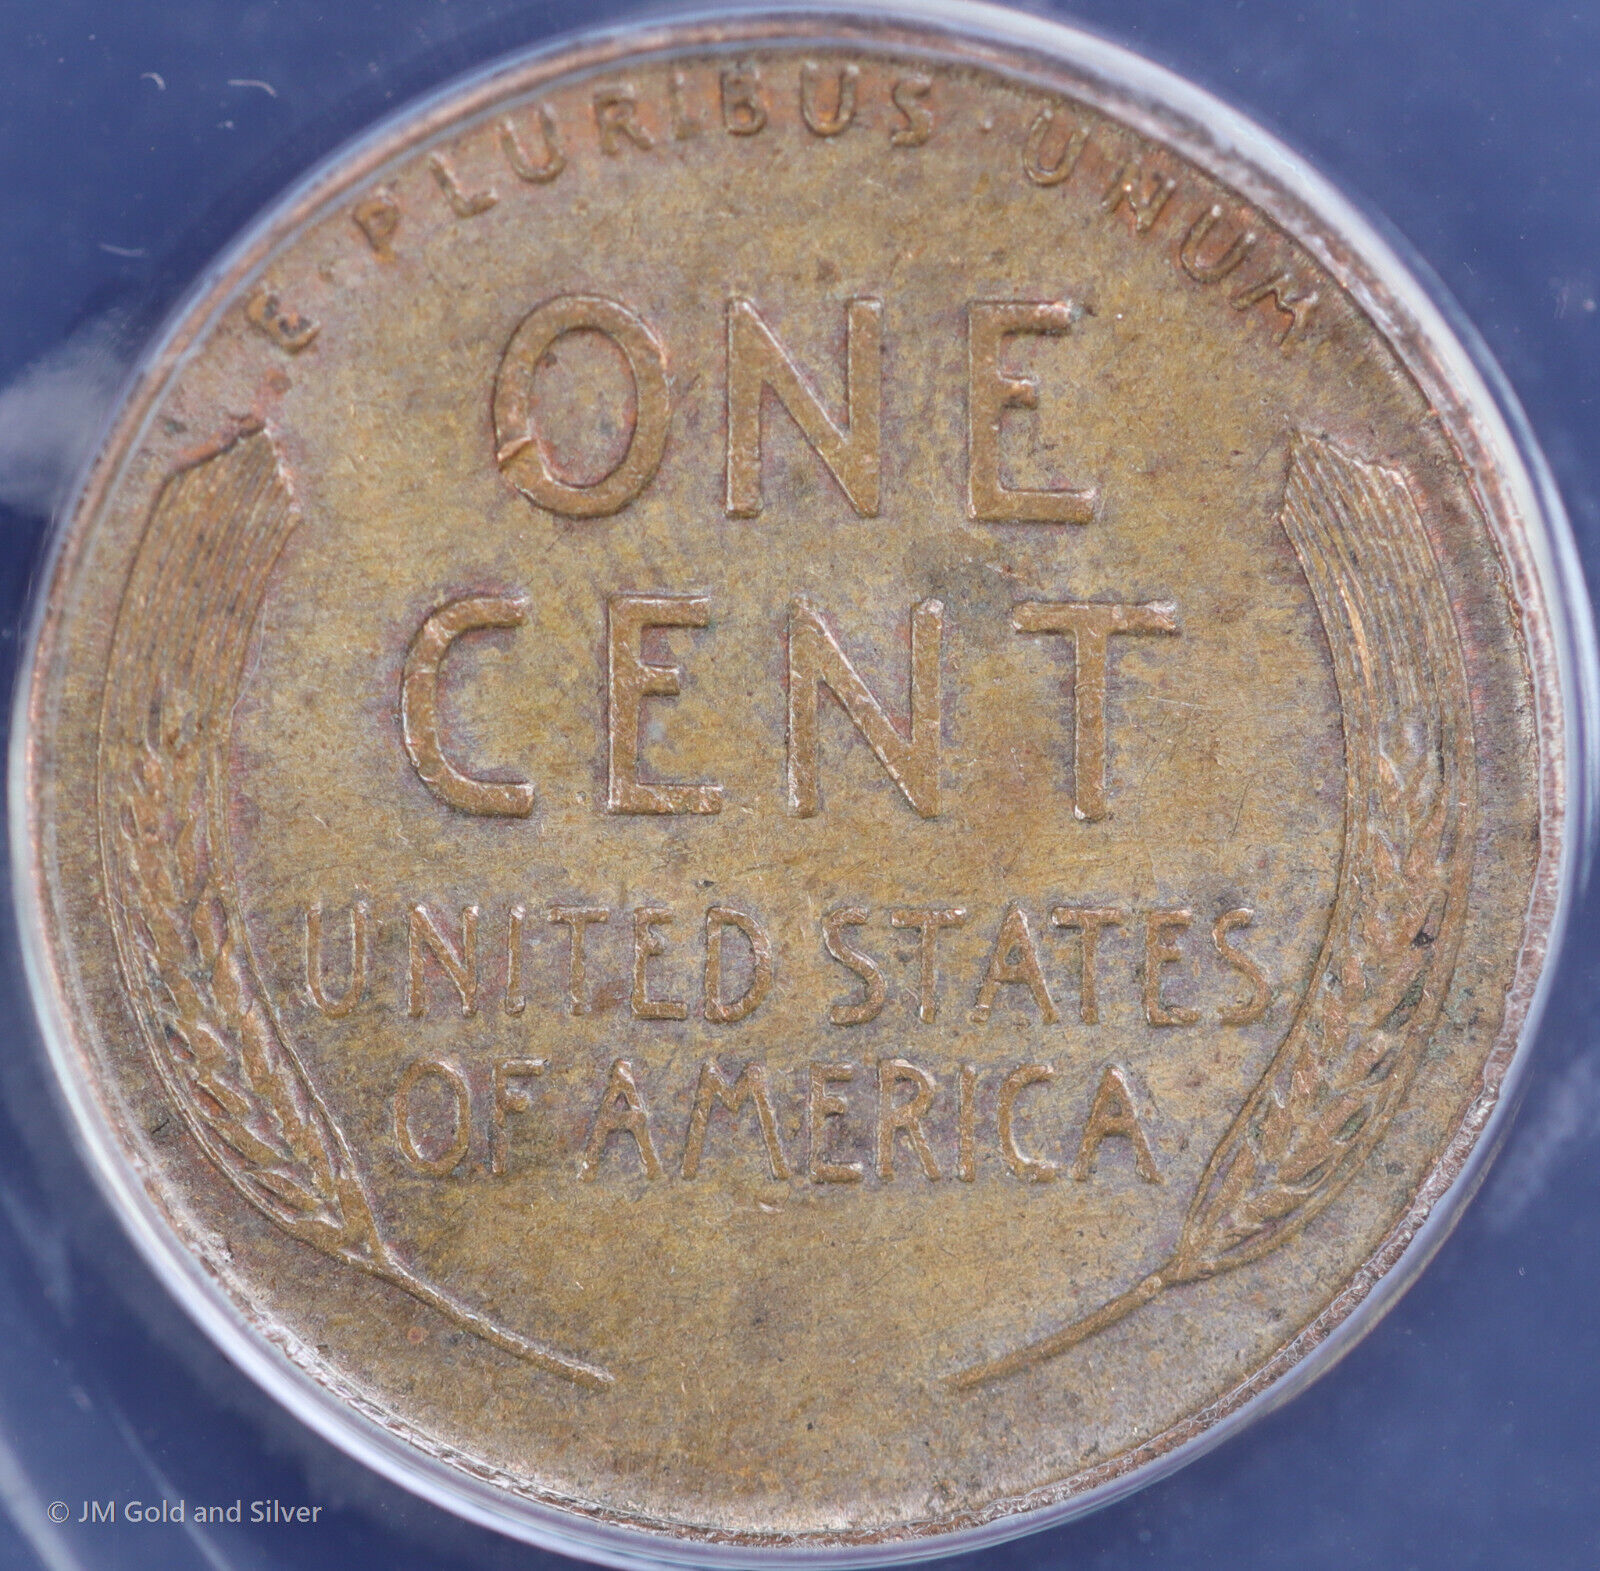 E·PLURIBUS·UNUM
ONE
CENT
UNITED STATES
OF AMERICA
© JM Gold and Silver